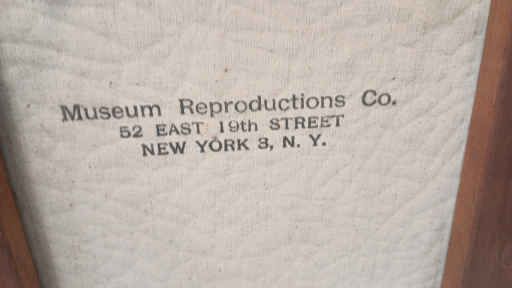 Museum Reproductions Co.
52 EAST 19th STREET
NEW YORK 3, N. Y.